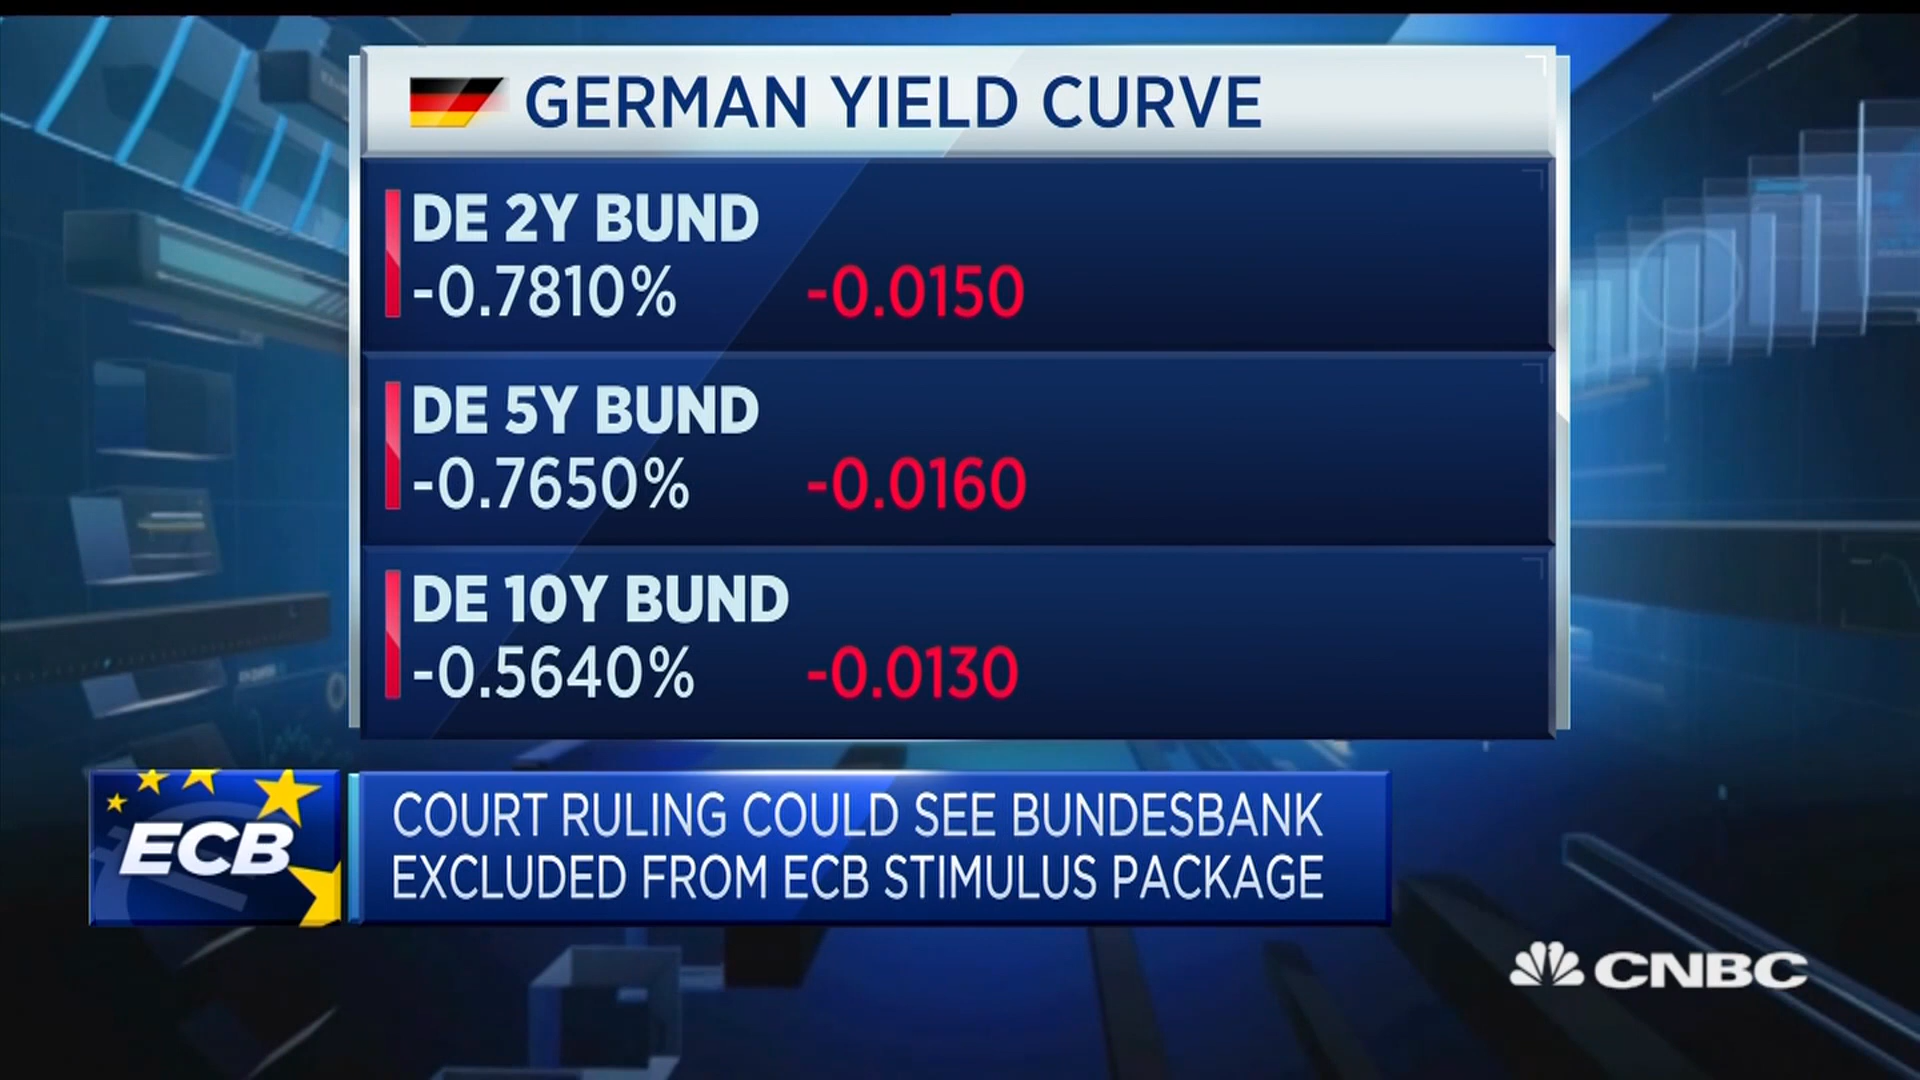 GERMAN YIELD CURVE
DE 2Y BUND
-0.7810% -0.0150
DE 5Y BUND
-0.7650% -0.0160
DE 10Y BUND
-0.5640% -0.0130
ECB
COURT RULING COULD SEE BUNDESBANK
EXCLUDED FROM ECB STIMULUS PACKAGE
CNBC